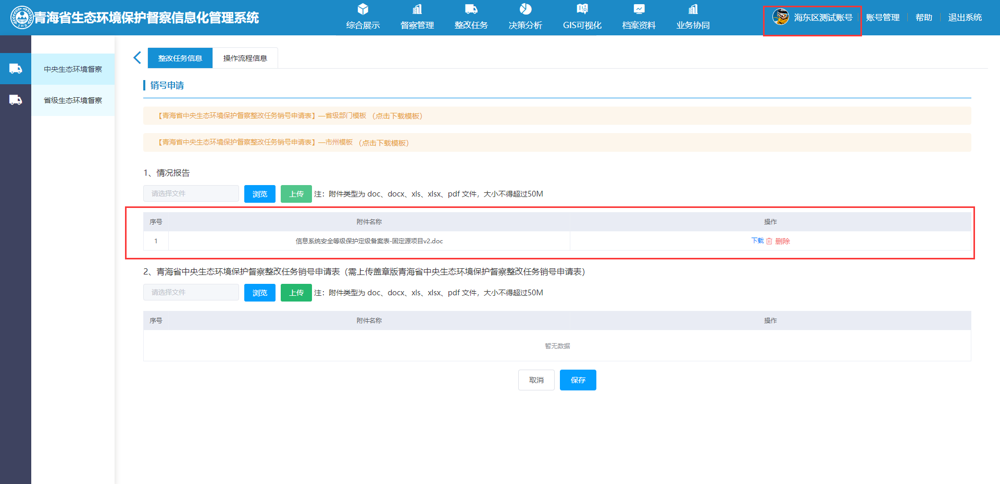 青海省生态环境保护督察信息化管理系统
综合展示
督察管理
整改任务
决策分析
GIS可视化
档案资料
业务协同
海东区测试账号
账号管理
帮助
退出系统
中央生态环境督察
省级生态环境督察
整改任务信息
操作流程信息
销号申请
【青海省中央生态环境保护督察整改任务销号申请表】—省级部门模板 （点击下载模板）
【青海省中央生态环境保护督察整改任务销号申请表】—市州模板 （点击下载模板）
1、情况报告
请选择文件 浏览 上传 注：附件类型为 doc、docx、xls、xlsx、pdf 文件，大小不得超过50M
序号 附件名称 操作
1 信息系统安全等级保护定级备案表-固定源项目v2.doc 下载 删除
2、青海省中央生态环境保护督察整改任务销号申请表（需上传盖章版青海省中央生态环境保护督察整改任务销号申请表）
请选择文件 浏览 上传 注：附件类型为 doc、docx、xls、xlsx、pdf 文件，大小不得超过50M
序号 附件名称 操作
暂无数据
取消 保存